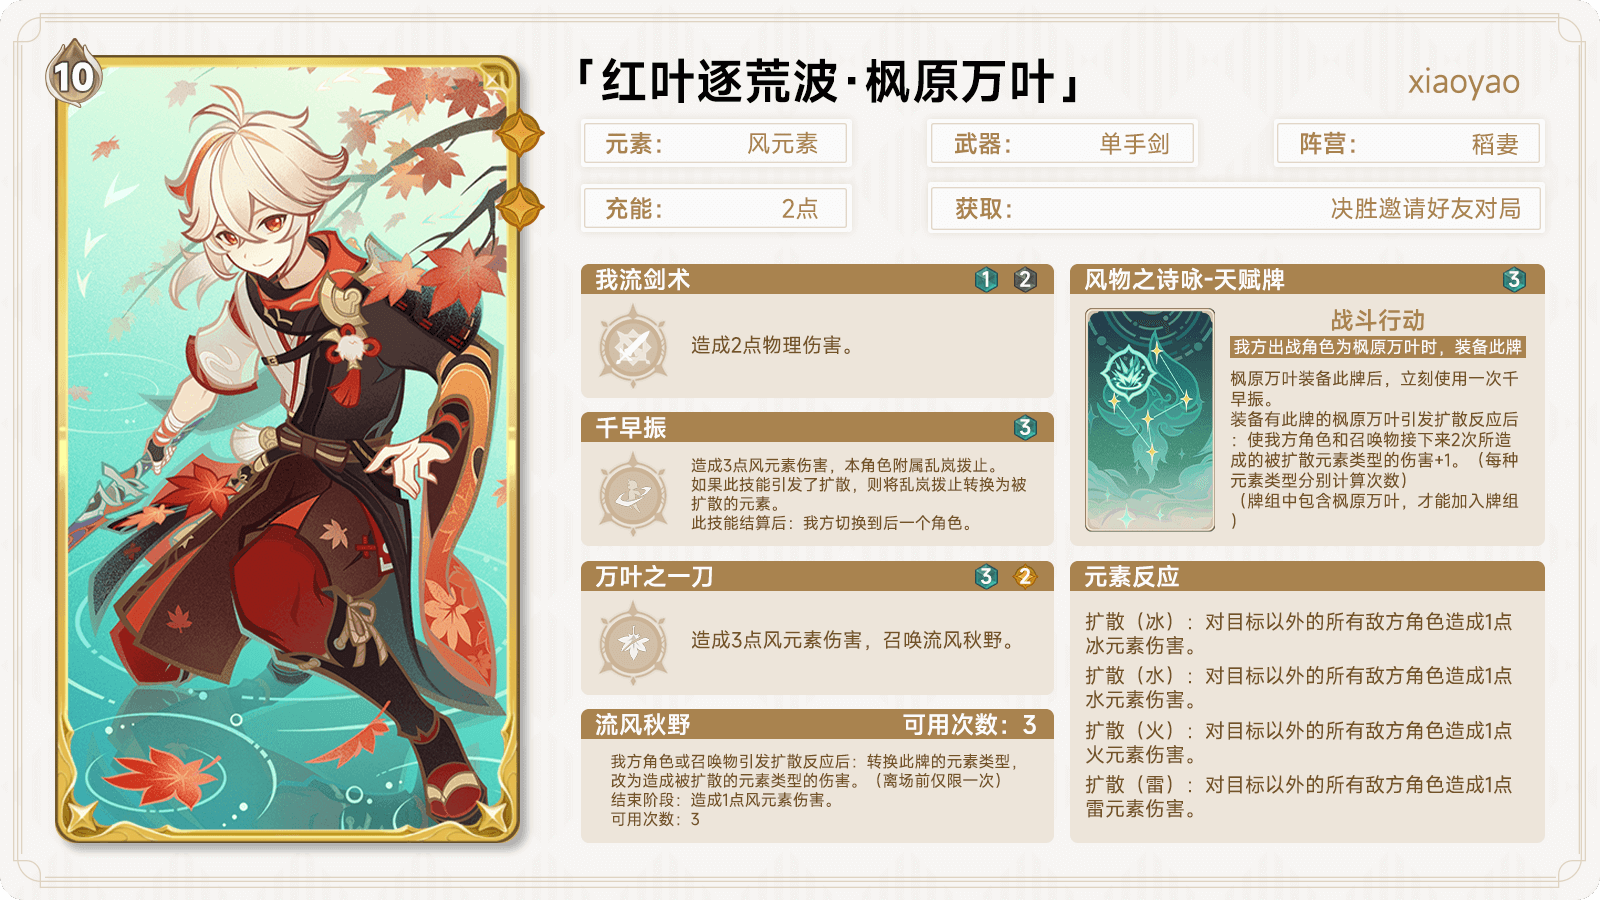 10
「红叶逐荒波·枫原万叶」
xiaoyao
元素： 风元素
武器： 单手剑
阵营： 稻妻
充能： 2点
获取： 决胜邀请好友对局
我流剑术 1 2
造成2点物理伤害。
千早振 3
造成3点风元素伤害，本角色附属乱岚拨止。
如果此技能引发了扩散，则将乱岚拨止转换为被
扩散的元素。
此技能结算后：我方切换到后一个角色。
万叶之一刀 3 2
造成3点风元素伤害，召唤流风秋野。
流风秋野 可用次数：3
我方角色或召唤物引发扩散反应后：转换此牌的元素类型，
改为造成被扩散的元素类型的伤害。（离场前仅限一次）
结束阶段：造成1点风元素伤害。
可用次数：3
风物之诗咏-天赋牌 3
战斗行动
我方出战角色为枫原万叶时，装备此牌
枫原万叶装备此牌后，立刻使用一次千
早振。
装备有此牌的枫原万叶引发扩散反应后
：使我方角色和召唤物接下来2次所造
成的被扩散元素类型的伤害+1。（每种
元素类型分别计算次数）
（牌组中包含枫原万叶，才能加入牌组
）
元素反应
扩散（冰）：对目标以外的所有敌方角色造成1点
冰元素伤害。
扩散（水）：对目标以外的所有敌方角色造成1点
水元素伤害。
扩散（火）：对目标以外的所有敌方角色造成1点
火元素伤害。
扩散（雷）：对目标以外的所有敌方角色造成1点
雷元素伤害。